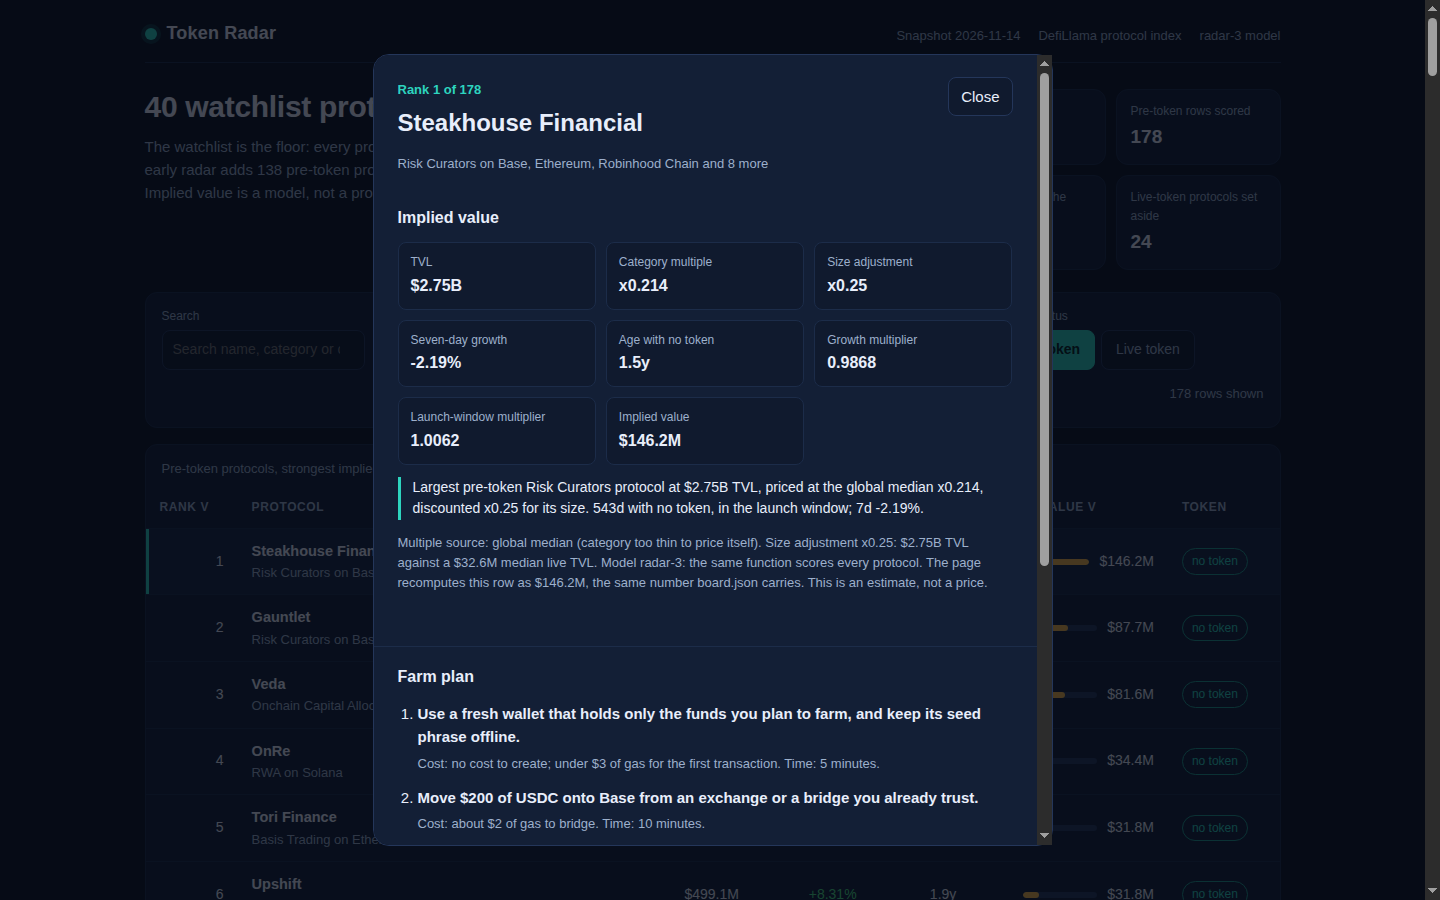 Token Radar
Snapshot 2026-11-14 DefiLlama protocol index radar-3 model
40 watchlist
The watchlist is the floor: every
early radar adds 138 pre-token
Implied value is a model, not a
Pre-token rows scored
178
Live-token protocols set
aside
24
Search
Search name, category or
Live token
178 rows shown
Pre-token protocols, strongest
RANK V PROTOCOL TOKEN
1 Steakhouse $146.2M no token
Risk Curators on
2 Gauntlet $87.7M no token
Risk Curators on
3 Veda $81.6M no token
Onchain Capital
4 OnRe $34.4M no token
RWA on Solana
5 Tori Finance $31.8M no token
Basis Trading on
6 Upshift $499.1M +8.31% 1.9y $31.8M no token
Rank 1 of 178
Close
Steakhouse Financial
Risk Curators on Base, Ethereum, Robinhood Chain and 8 more
Implied value
TVL
$2.75B
Category multiple
x0.214
Size adjustment
x0.25
Seven-day growth
-2.19%
Age with no token
1.5y
Growth multiplier
0.9868
Launch-window multiplier
1.0062
Implied value
$146.2M
Largest pre-token Risk Curators protocol at $2.75B TVL, priced at the global median x0.214,
discounted x0.25 for its size. 543d with no token, in the launch window; 7d -2.19%.
Multiple source: global median (category too thin to price itself). Size adjustment x0.25: $2.75B TVL
against a $32.6M median live TVL. Model radar-3: the same function scores every protocol. The page
recomputes this row as $146.2M, the same number board.json carries. This is an estimate, not a price.
Farm plan
1. Use a fresh wallet that holds only the funds you plan to farm, and keep its seed
phrase offline.
Cost: no cost to create; under $3 of gas for the first transaction. Time: 5 minutes.
2. Move $200 of USDC onto Base from an exchange or a bridge you already trust.
Cost: about $2 of gas to bridge. Time: 10 minutes.